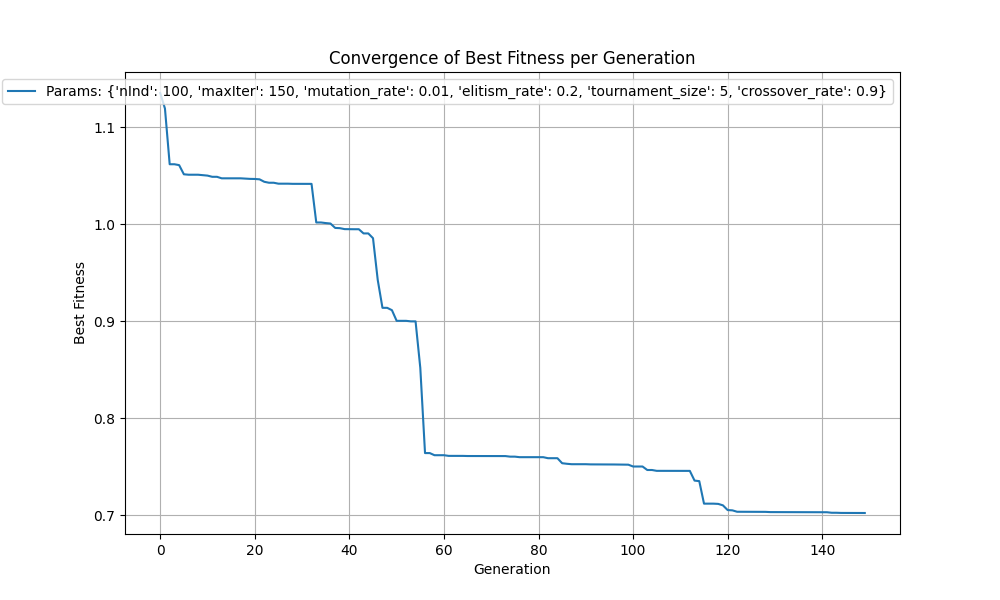 Convergence of Best Fitness per Generation
Params: {'nInd': 100, 'maxIter': 150, 'mutation_rate': 0.01, 'elitism_rate': 0.2, 'tournament_size': 5, 'crossover_rate': 0.9}
1.1
1.0
0.9
0.8
0.7
Best Fitness
0 20 40 60 80 100 120 140
Generation